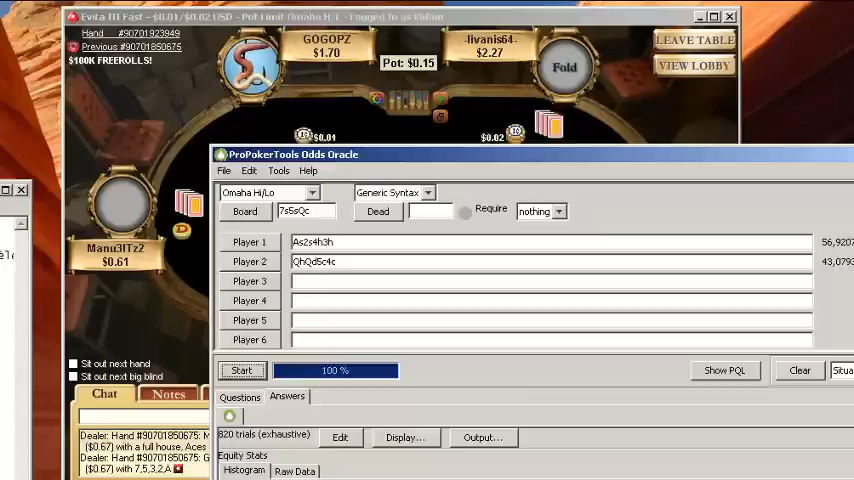 Evita III Fast - $0.01/$0.02 USD - Pot Limit Omaha H/L - Logged In as
Hand #90701923949
Previous #90701850675
$100K FREEROLLS!
GOGOPZ
$1.70
-livanis64-
$2.27
Pot: $0.15
Fold
LEAVE TABLE
VIEW LOBBY
$0.01
$0.02
ProPokerTools Odds Oracle
File Edit Tools Help
Omaha Hi/Lo
Generic Syntax
Board
7s5sQc
Dead
Require
nothing
Player 1
As2s4h3h
56,9207
Player 2
QhQd5c4c
43,0793
Player 3
Player 4
Player 5
Player 6
D
Manu3lTz2
$0.61
Sit out next hand
Sit out next big blind
Start
100 %
Show PQL
Clear
Situa
Chat
Notes
Questions
Answers
820 trials (exhaustive)
Edit
Display...
Output...
Equity Stats
Histogram
Raw Data
Dealer: Hand #90701850675: M
($0.67) with a full house, Aces
Dealer: Hand #90701850675: G
($0.67) with 7,5,3,2,A